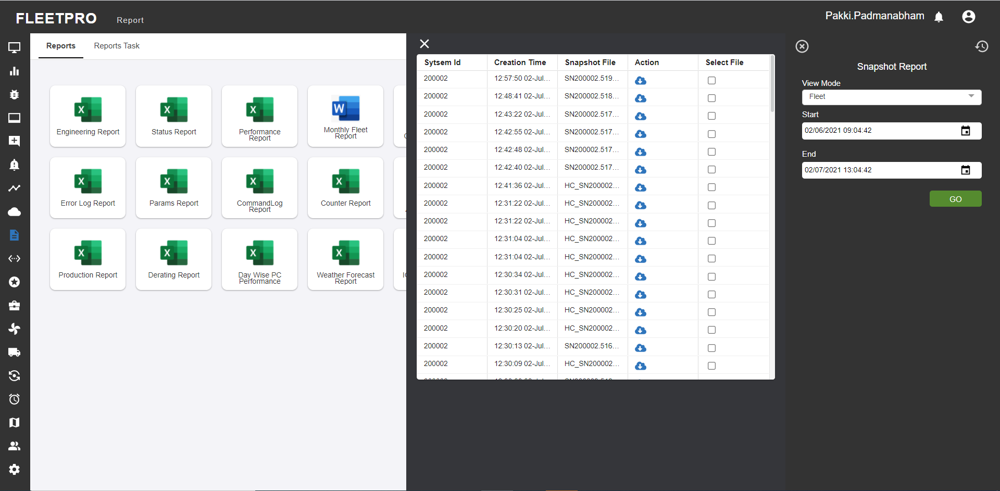 FLEETPRO
Report
Pakki.Padmanabham
Reports
Reports Task
Engineering Report
Status Report
Performance
Report
Monthly Fleet
Report
Error Log Report
Params Report
CommandLog
Report
Counter Report
Production Report
Derating Report
Day Wise PC
Performance
Weather Forecast
Report
Sytsem Id Creation Time Snapshot File Action Select File
200002 12:57:50 02-Jul... SN200002.519...
200002 12:48:41 02-Jul... SN200002.518...
200002 12:43:22 02-Jul... SN200002.517...
200002 12:42:55 02-Jul... SN200002.517...
200002 12:42:48 02-Jul... SN200002.517...
200002 12:42:40 02-Jul... SN200002.517...
200002 12:41:36 02-Jul... HC_SN200002...
200002 12:31:22 02-Jul... HC_SN200002...
200002 12:31:22 02-Jul... HC_SN200002...
200002 12:31:04 02-Jul... HC_SN200002...
200002 12:31:04 02-Jul... HC_SN200002...
200002 12:30:34 02-Jul... HC_SN200002...
200002 12:30:31 02-Jul... HC_SN200002...
200002 12:30:25 02-Jul... HC_SN200002...
200002 12:30:20 02-Jul... HC_SN200002...
200002 12:30:13 02-Jul... SN200002.516...
200002 12:30:09 02-Jul... HC_SN200002...
Snapshot Report
View Mode
Fleet
Start
02/06/2021 09:04:42
End
02/07/2021 13:04:42
GO